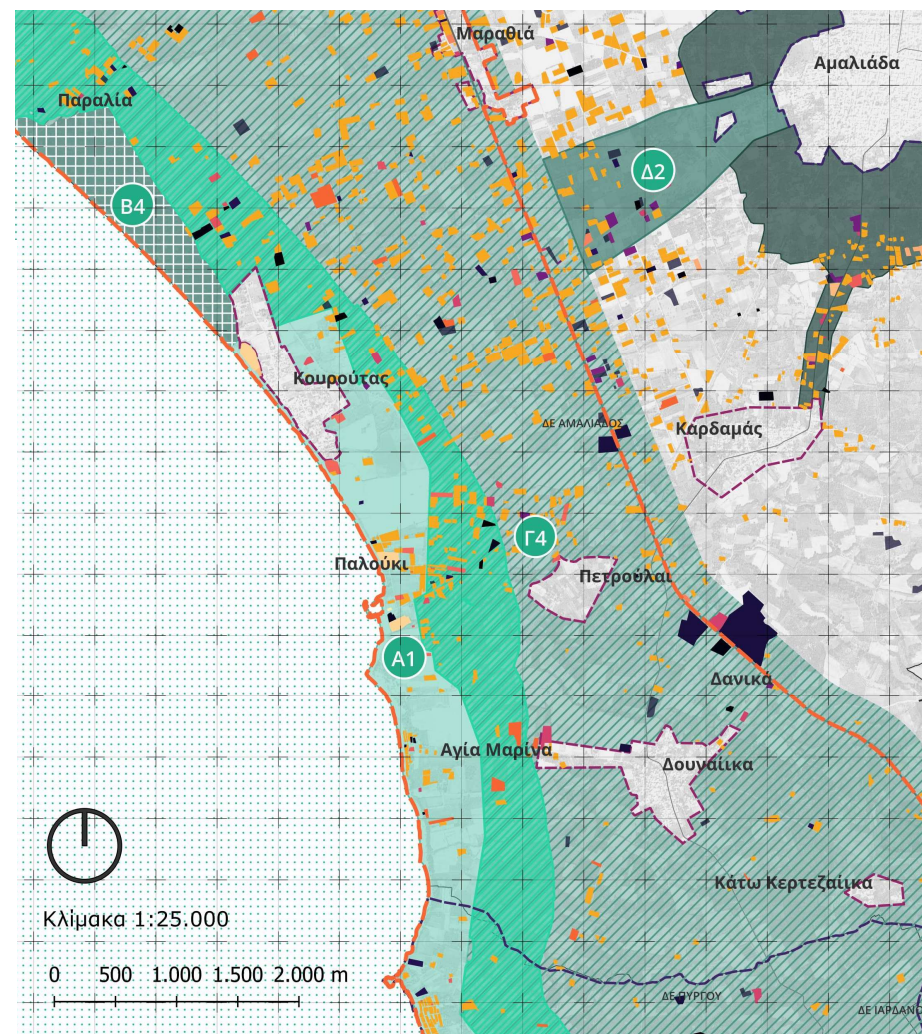 Μαραθιά
Αμαλιάδα
Παραλία
Δ2
Β4
Κουρούτας
ΔΕ ΑΜΑΛΙΑΔΟΣ
Καρδαμάς
Γ4
Παλούκι
Πετρούλαι
Α1
Δανικά
Αγία Μαρίνα
Δουναίικα
Κάτω Κερτεζαίικα
Κλίμακα 1:25.000
0 500 1.000 1.500 2.000 m
ΔΕ ΠΥΡΓΟΥ
ΔΕ ΙΑΡΔΑΝΟ